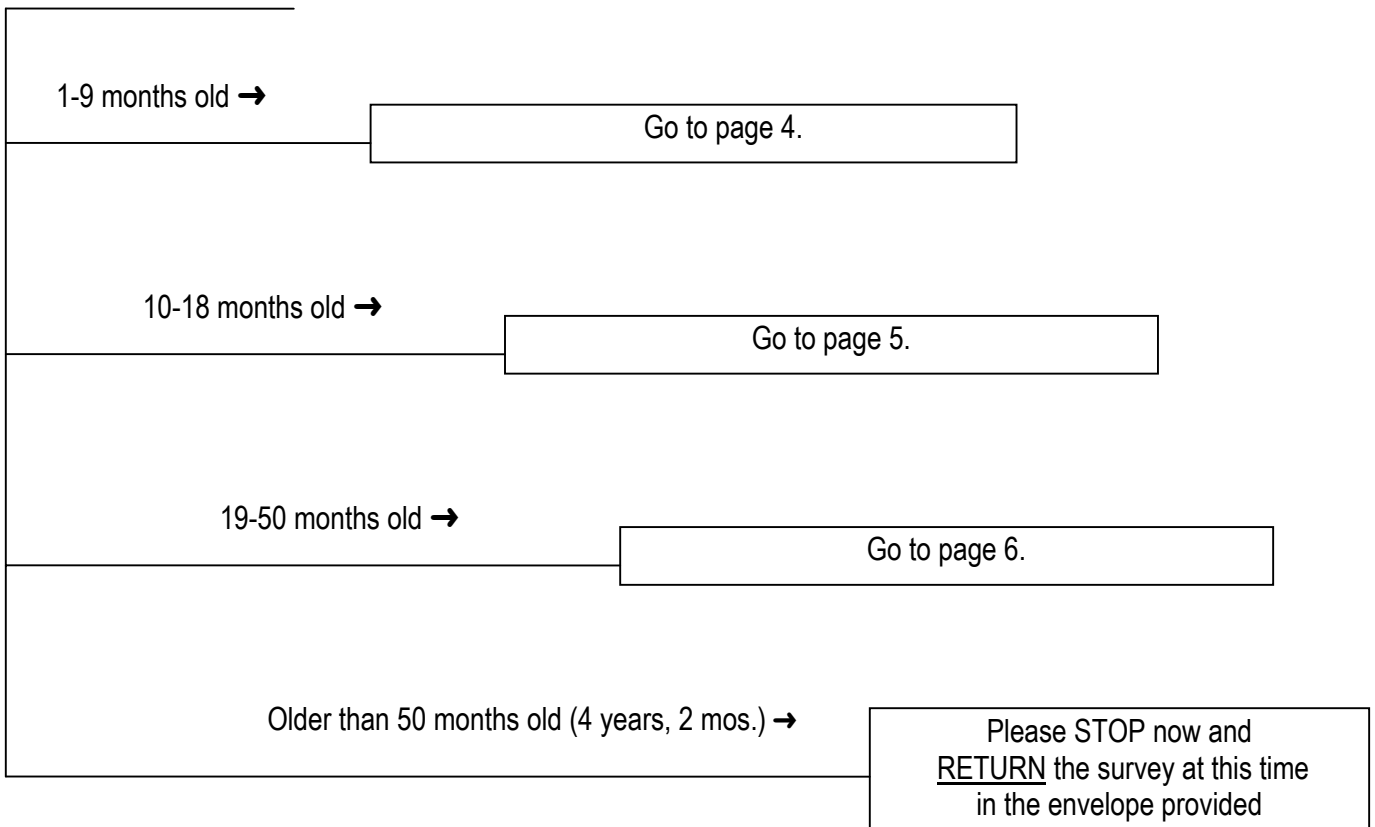 1-9 months old ➔
Go to page 4.
10-18 months old ➔
Go to page 5.
19-50 months old ➔
Go to page 6.
Older than 50 months old (4 years, 2 mos.) ➔
Please STOP now and
RETURN the survey at this time
in the envelope provided